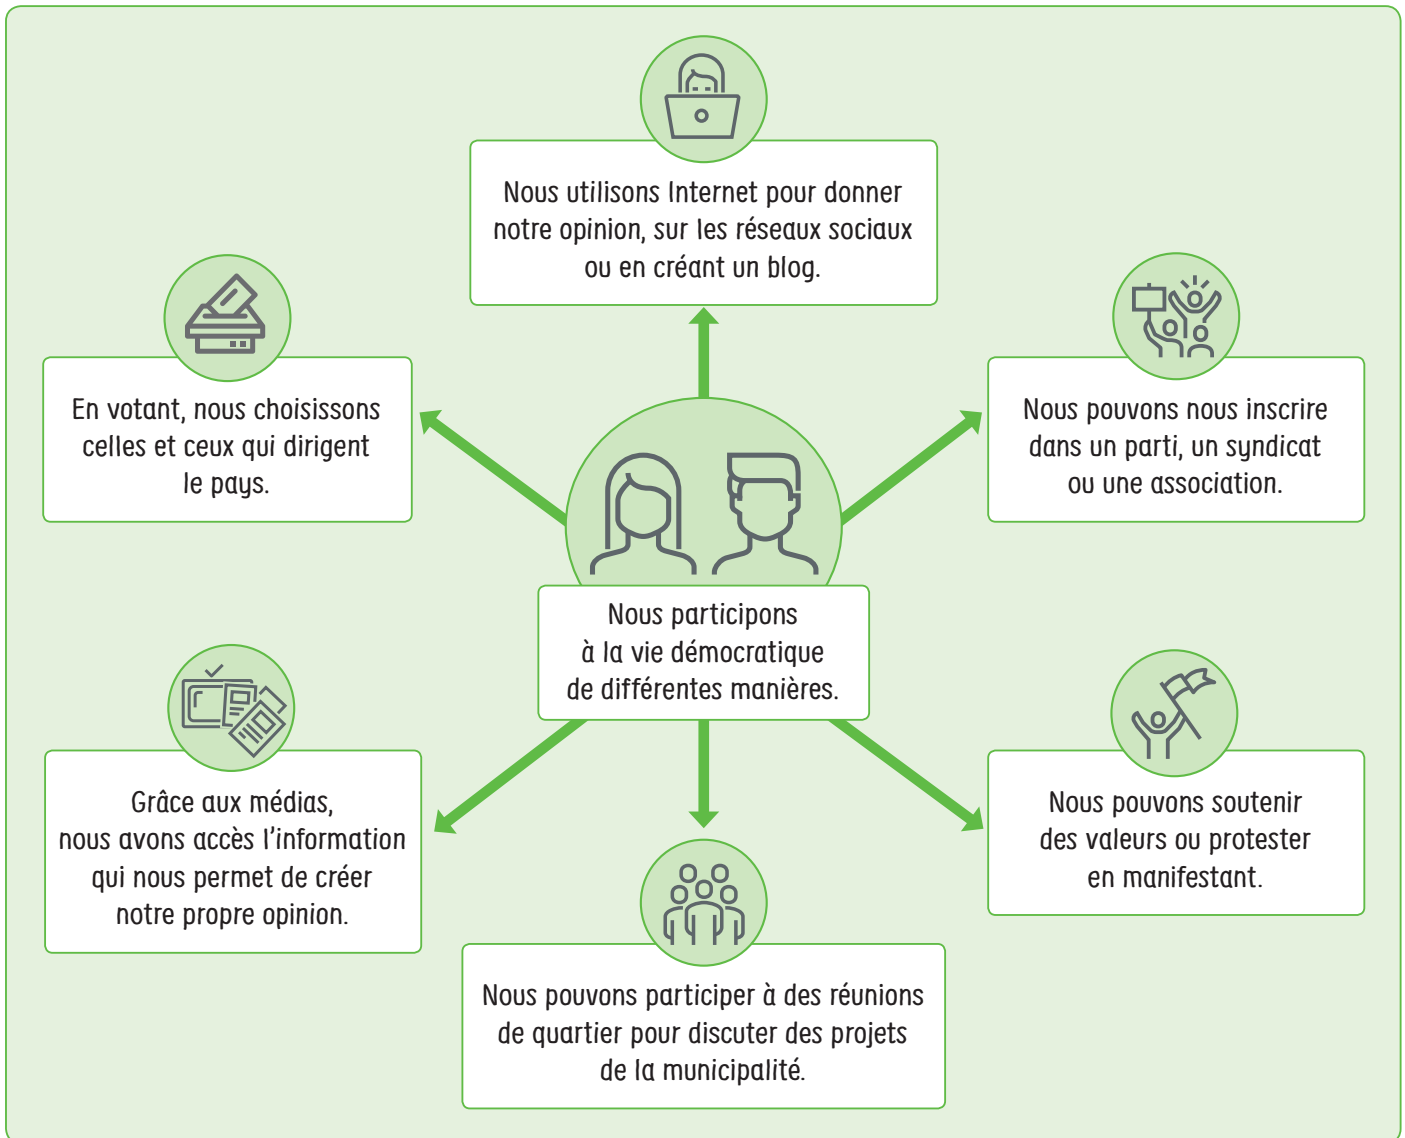 Nous utilisons Internet pour donner
notre opinion, sur les réseaux sociaux
ou en créant un blog.
En votant, nous choisissons
celles et ceux qui dirigent
le pays.
Nous pouvons nous inscrire
dans un parti, un syndicat
ou une association.
Nous participons
à la vie démocratique
de différentes manières.
Grâce aux médias,
nous avons accès l'information
qui nous permet de créer
notre propre opinion.
Nous pouvons soutenir
des valeurs ou protester
en manifestant.
Nous pouvons participer à des réunions
de quartier pour discuter des projets
de la municipalité.